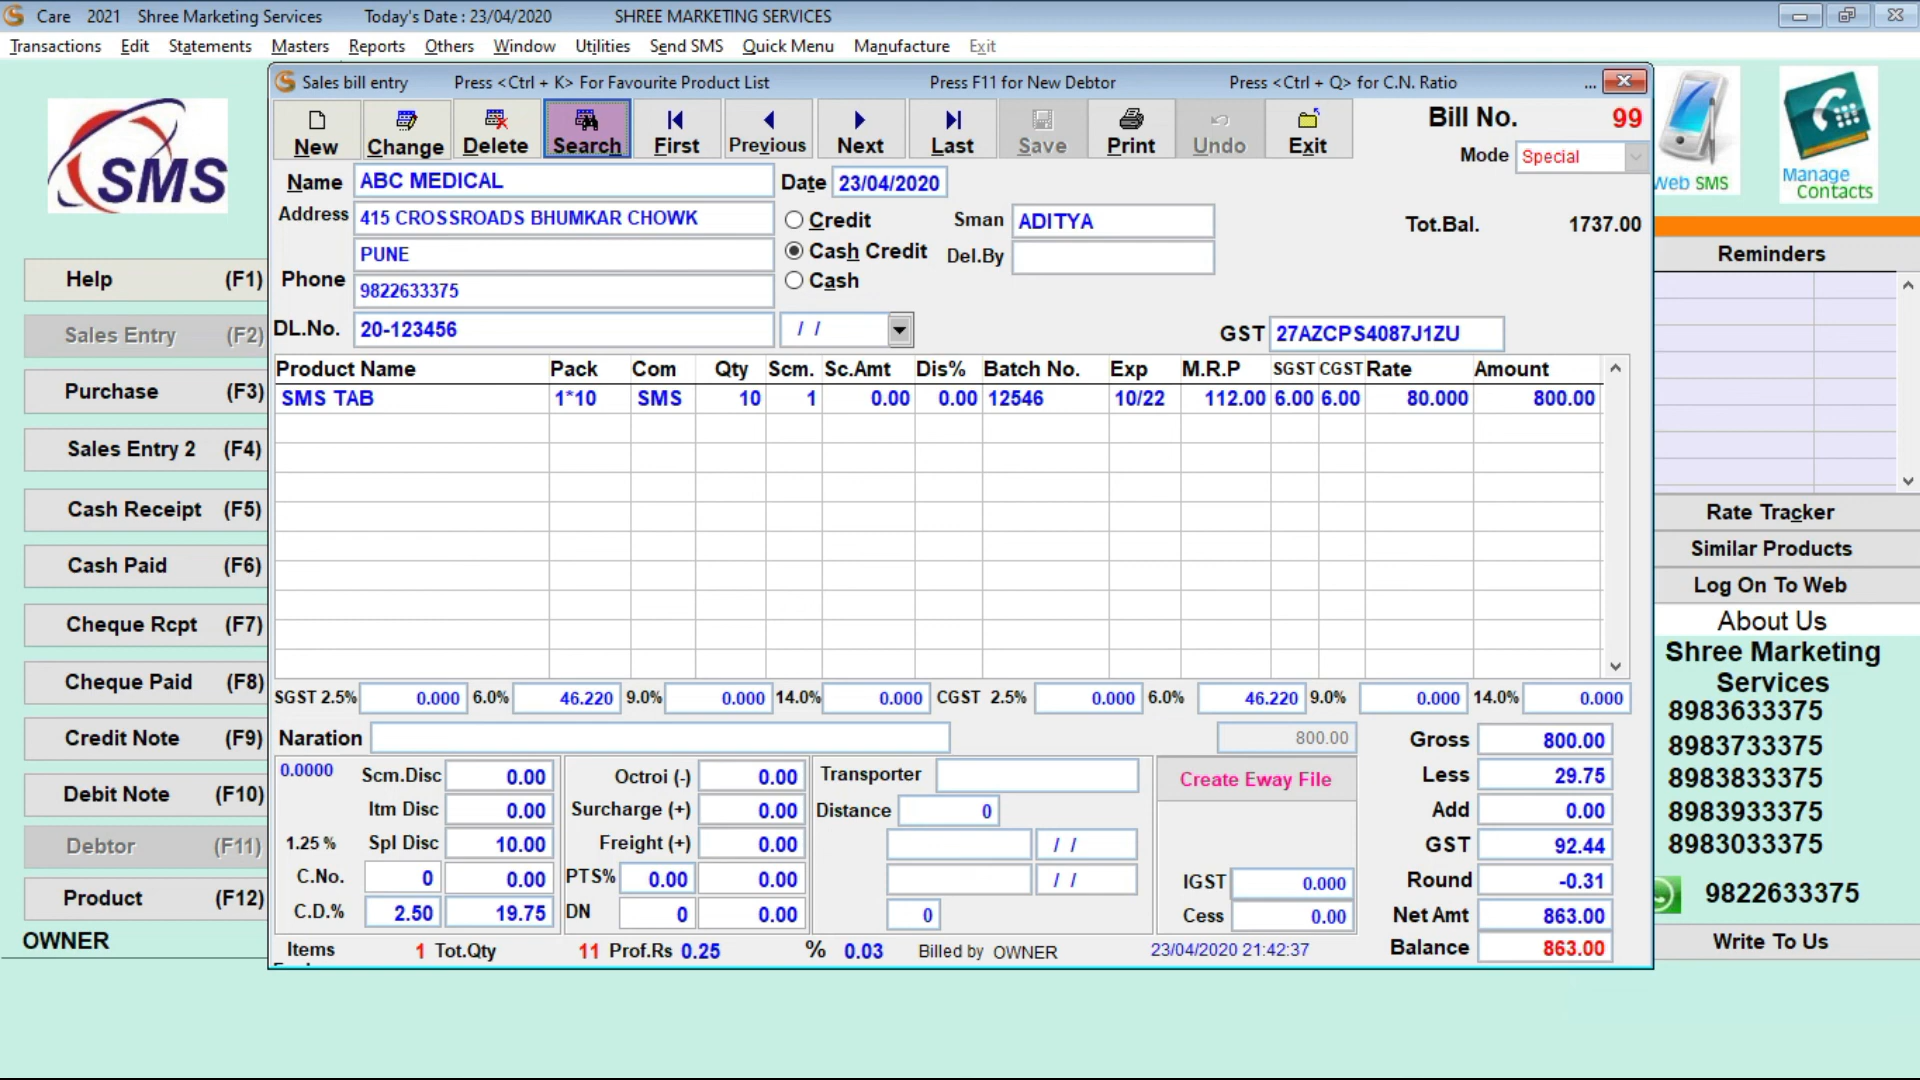 Care 2021 Shree Marketing Services Today's Date : 23/04/2020 SHREE MARKETING SERVICES
Transactions Edit Statements Masters Reports Others Window Utilities Send SMS Quick Menu Manufacture Exit
Sales bill entry Press <Ctrl + K> For Favourite Product List Press F11 for New Debtor Press <Ctrl + Q> for C.N. Ratio ...
New Change Delete Search First Previous Next Last Save Print Undo Exit
Bill No. 99
Mode Special
SMS
Help (F1)
Sales Entry (F2)
Purchase (F3)
Sales Entry 2 (F4)
Cash Receipt (F5)
Cash Paid (F6)
Cheque Rcpt (F7)
Cheque Paid (F8)
Credit Note (F9)
Debit Note (F10)
Debtor (F11)
Product (F12)
OWNER
Name ABC MEDICAL Date 23/04/2020
Address 415 CROSSROADS BHUMKAR CHOWK
PUNE
Phone 9822633375
DL.No. 20-123456 / /
Credit
Cash Credit
Cash
Sman ADITYA
Del.By
Tot.Bal. 1737.00
GST 27AZCPS4087J1ZU
Product Name Pack Com Qty Scm. Sc.Amt Dis% Batch No. Exp M.R.P SGST CGST Rate Amount
SMS TAB 1*10 SMS 10 1 0.00 0.00 12546 10/22 112.00 6.00 6.00 80.000 800.00
SGST 2.5% 0.000 6.0% 46.220 9.0% 0.000 14.0% 0.000 CGST 2.5% 0.000 6.0% 46.220 9.0% 0.000 14.0% 0.000
Naration 800.00
0.0000 Scm.Disc 0.00
Itm Disc 0.00
1.25 % Spl Disc 10.00
C.No. 0 0.00
C.D.% 2.50 19.75
Octroi (-) 0.00
Surcharge (+) 0.00
Freight (+) 0.00
PTS% 0.00 0.00
DN 0 0.00
Transporter
Distance 0
/ /
/ /
0
Create Eway File
IGST 0.000
Cess 0.00
Gross 800.00
Less 29.75
Add 0.00
GST 92.44
Round -0.31
Net Amt 863.00
Balance 863.00
Items 1 Tot.Qty 11 Prof.Rs 0.25 % 0.03 Billed by OWNER 23/04/2020 21:42:37
Web SMS
Manage
Contacts
Reminders
Rate Tracker
Similar Products
Log On To Web
About Us
Shree Marketing
Services
8983633375
8983733375
8983833375
8983933375
8983033375
9822633375
Write To Us